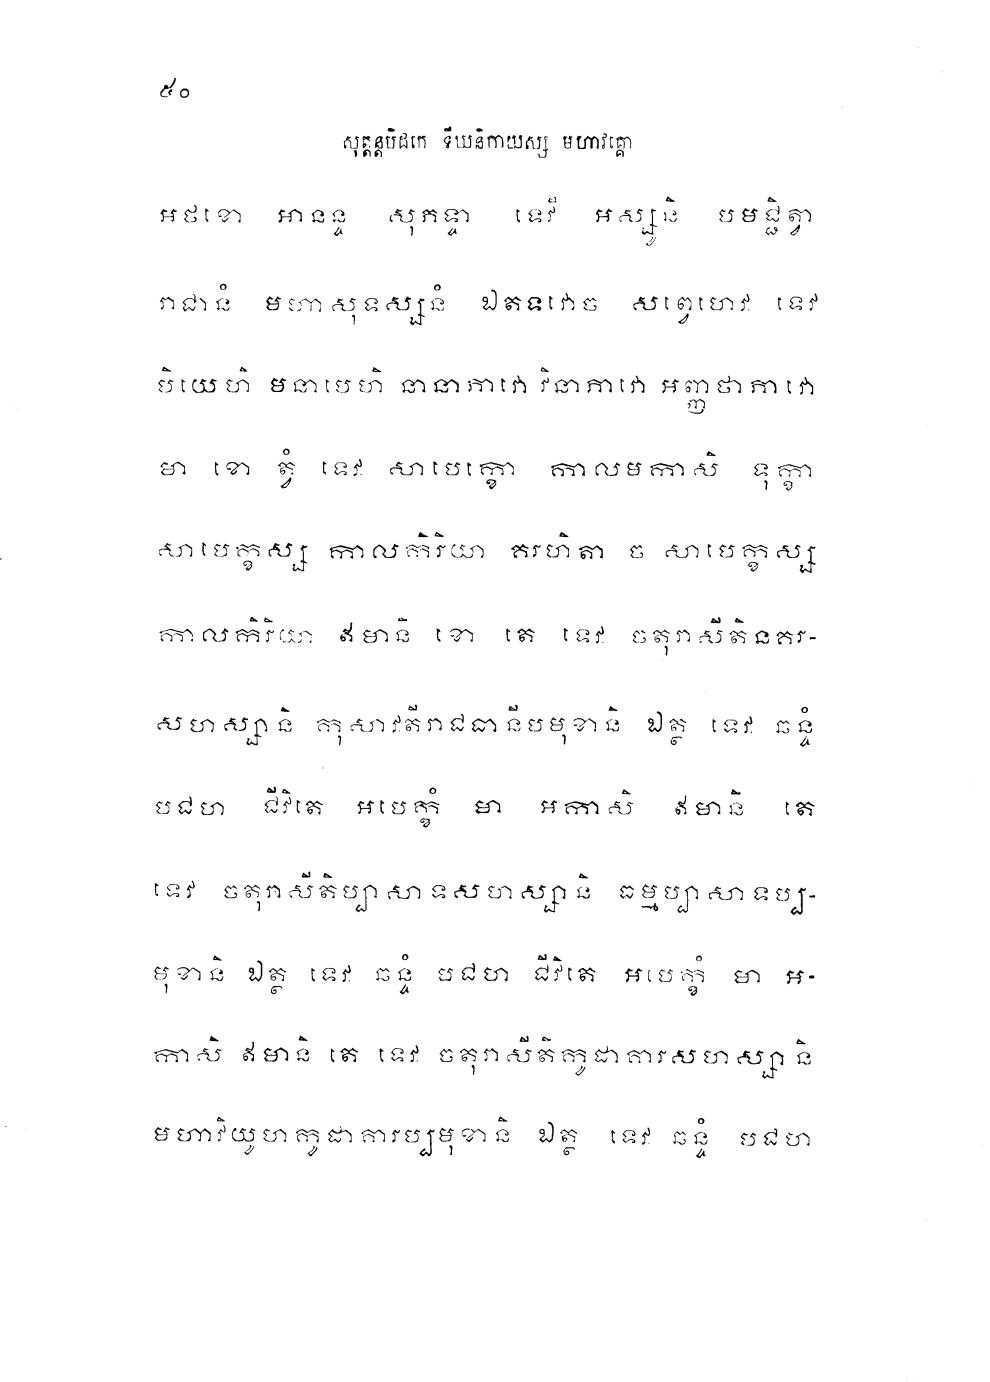 ៥០
សុត្តន្តបិដកេ ទីឃនិកាយស្ស មហាវគ្គោ
អថខោ អានន្ទ សុភទ្ទា ទេវី អស្សូនិ បមជ្ជិត្វា
រាជានំ មហាសុទស្សនំ ឯតទវោច សព្វេហេវ ទេវ
បិយេហិ មនាបេហិ នានាភាវោ វិនាភាវោ អញ្ញថាភាវោ
មា ខោ ត្វំ ទេវ សាបេក្ខោ កាលមកាសិ ទុក្ខា
សាបេក្ខស្ស កាលកិរិយា គរហិតា ច សាបេក្ខស្ស
កាលកិរិយា ឥមានិ ខោ តេ ទេវ ចតុរាសីតិនគរ-
សហស្សានិ កុសាវតីរាជធានីបមុខានិ ឯត្ថ ទេវ ឆន្ទំ
បជហ ជីវិតេ អបេក្ខំ មា អកាសិ ឥមានិ តេ
ទេវ ចតុរាសីតិប្បាសាទសហស្សានិ ធម្មប្បាសាទប្ប-
មុខានិ ឯត្ថ ទេវ ឆន្ទំ បជហ ជីវិតេ អបេក្ខំ មា អ-
កាសិ ឥមានិ តេ ទេវ ចតុរាសីតិកូដាគារសហស្សានិ
មហាវិយូហកូដាគារប្បមុខានិ ឯត្ថ ទេវ ឆន្ទំ បជហ